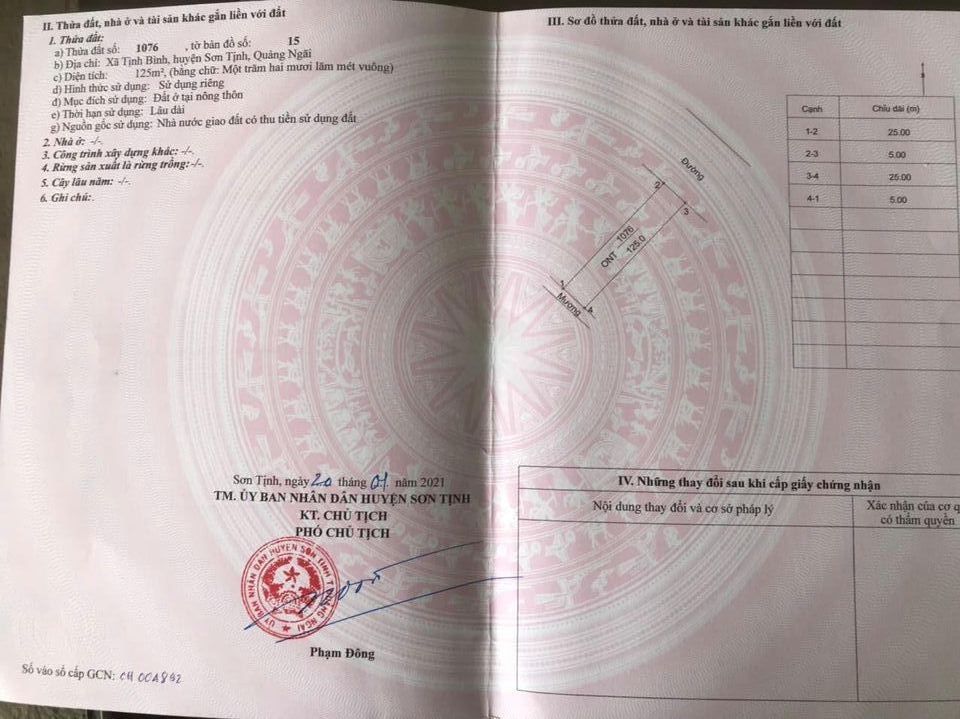 II. Thửa đất, nhà ở và tài sản khác gắn liền với đất
1. Thửa đất:
a) Thửa đất số: 1076 , tờ bản đồ số: 15
b) Địa chỉ: Xã Tịnh Bình, huyện Sơn Tịnh, Quảng Ngãi
c) Diện tích: 125m², (bằng chữ: Một trăm hai mươi lăm mét vuông)
d) Hình thức sử dụng: Sử dụng riêng
đ) Mục đích sử dụng: Đất ở tại nông thôn
e) Thời hạn sử dụng: Lâu dài
g) Nguồn gốc sử dụng: Nhà nước giao đất có thu tiền sử dụng đất
2. Nhà ở: -/-.
3. Công trình xây dựng khác: -/-.
4. Rừng sản xuất là rừng trồng:-/-.
5. Cây lâu năm: -/-.
6. Ghi chú:.
Sơn Tịnh, ngày 20 tháng 01 năm 2021
TM. ỦY BAN NHÂN DÂN HUYỆN SƠN TỊNH
KT. CHỦ TỊCH
PHÓ CHỦ TỊCH
ỦY BAN NHÂN DÂN HUYỆN SƠN TỊNH T. QUẢNG NGÃI
Phạm Đông
Số vào sổ cấp GCN: CH 00A892
III. Sơ đồ thửa đất, nhà ở và tài sản khác gắn liền với đất
Cạnh Chiều dài (m)
1-2 25.00
2-3 5.00
3-4 25.00
4-1 5.00
Đường
2
3
ONT 1076
125.0
1
4
Mương
IV. Những thay đổi sau khi cấp giấy chứng nhận
Nội dung thay đổi và cơ sở pháp lý
Xác nhận của cơ q
có thẩm quyền